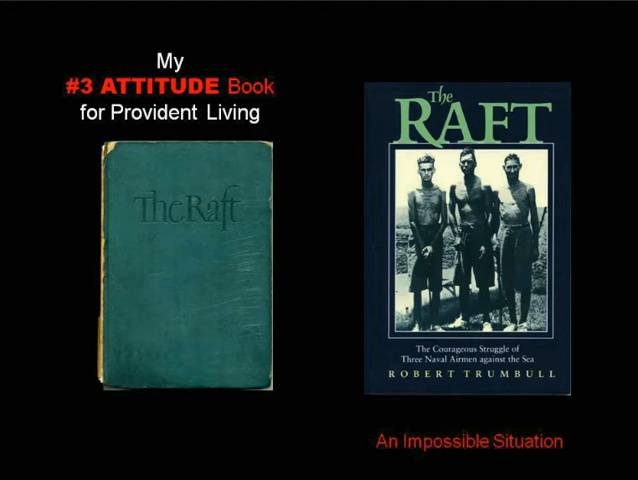 My
#3 ATTITUDE Book
for Provident Living
The Raft
The
RAFT
The Courageous Struggle of
Three Naval Airmen against the Sea
ROBERT TRUMBULL
An Impossible Situation